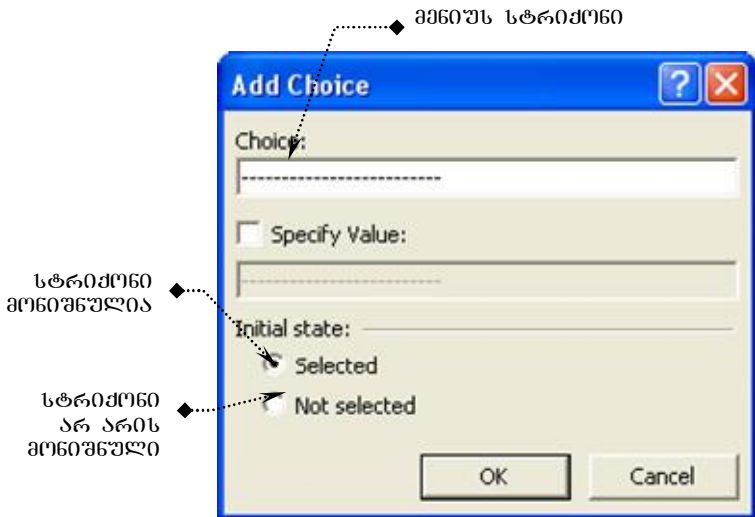 მენიუს სტრიქონი
Add Choice
Choice:
-------------------------
Specify Value:
-------------------------
სტრიქონი
მონიშნულია
Initial state:
Selected
სტრიქონი
არ არის
მონიშნული
Not selected
OK
Cancel